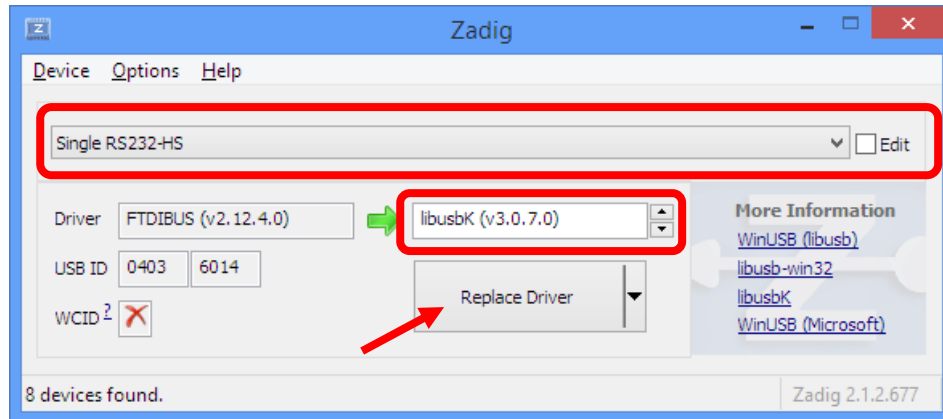 Z
Zadig
Device Options Help
Single RS232-HS
Edit
Driver FTDIBUS (v2.12.4.0) libusbK (v3.0.7.0)
USB ID 0403 6014
WCID ?
Replace Driver
More Information
WinUSB (libusb)
libusb-win32
libusbK
WinUSB (Microsoft)
8 devices found.
Zadig 2.1.2.677